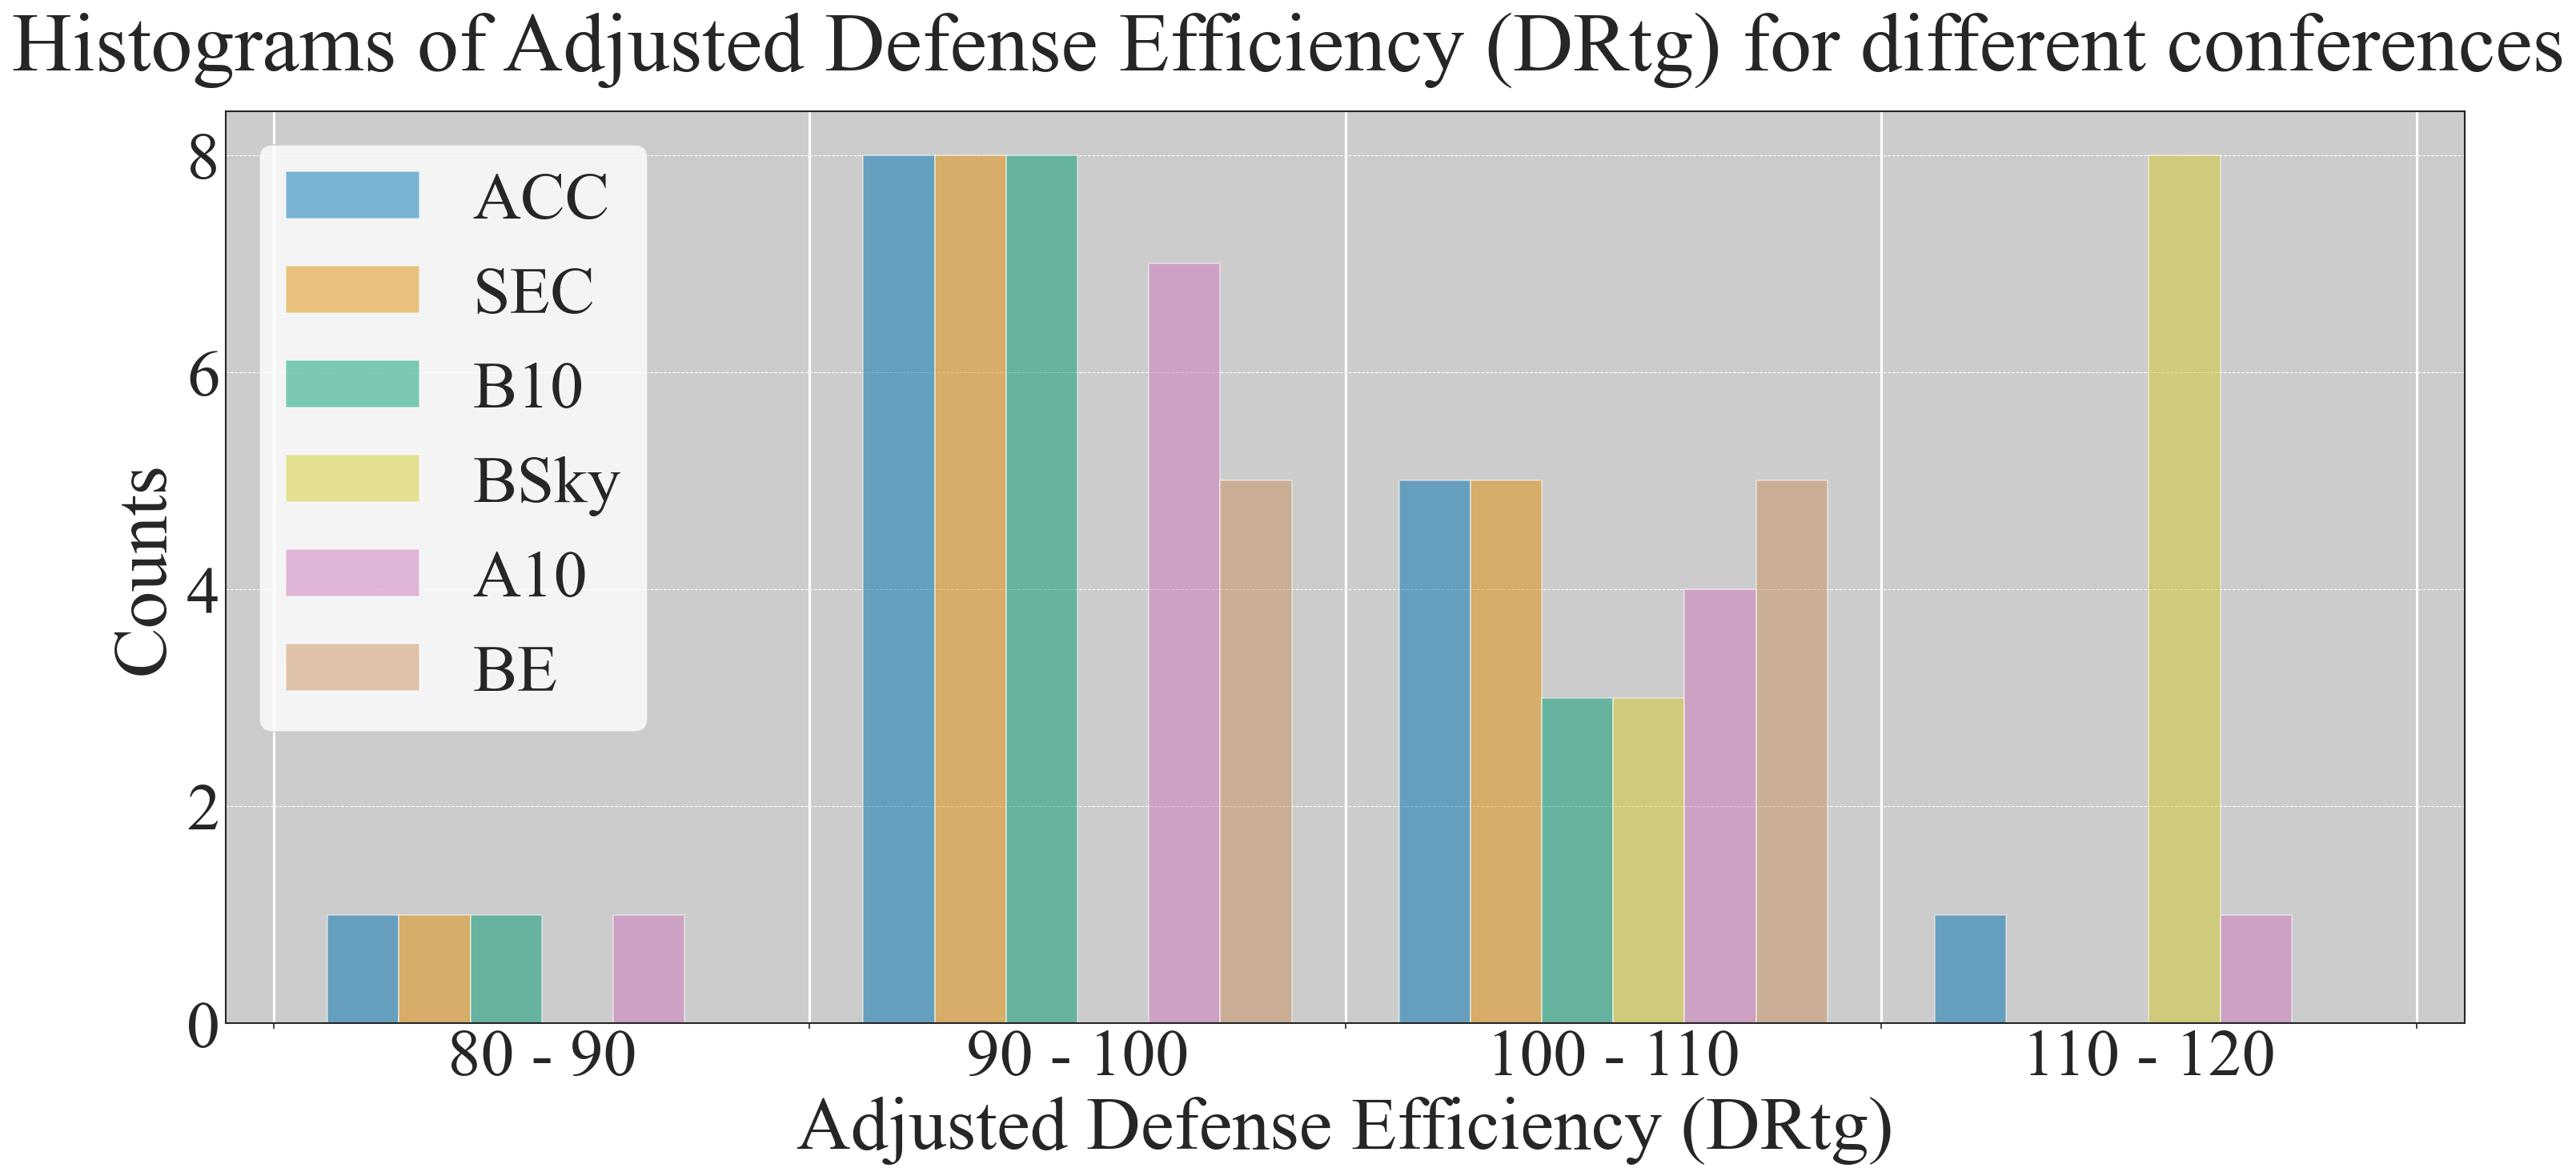 Histograms of Adjusted Defense Efficiency (DRtg) for different conferences
8
6
4
2
0
Counts
ACC
SEC
B10
BSky
A10
BE
80 - 90
90 - 100
100 - 110
110 - 120
Adjusted Defense Efficiency (DRtg)